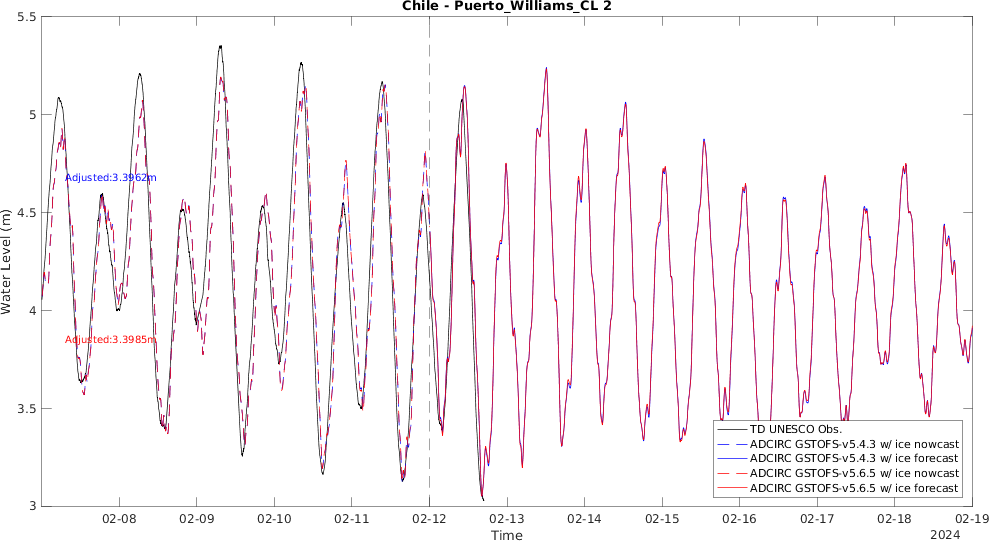 Chile - Puerto_Williams_CL 2
5.5
5
4.5
4
3.5
3
Water Level (m)
Adjusted:3.3962m
Adjusted:3.3985m
TD UNESCO Obs.
ADCIRC GSTOFS-v5.4.3 w/ ice nowcast
ADCIRC GSTOFS-v5.4.3 w/ ice forecast
ADCIRC GSTOFS-v5.6.5 w/ ice nowcast
ADCIRC GSTOFS-v5.6.5 w/ ice forecast
02-08 02-09 02-10 02-11 02-12 02-13 02-14 02-15 02-16 02-17 02-18 02-19
Time
2024